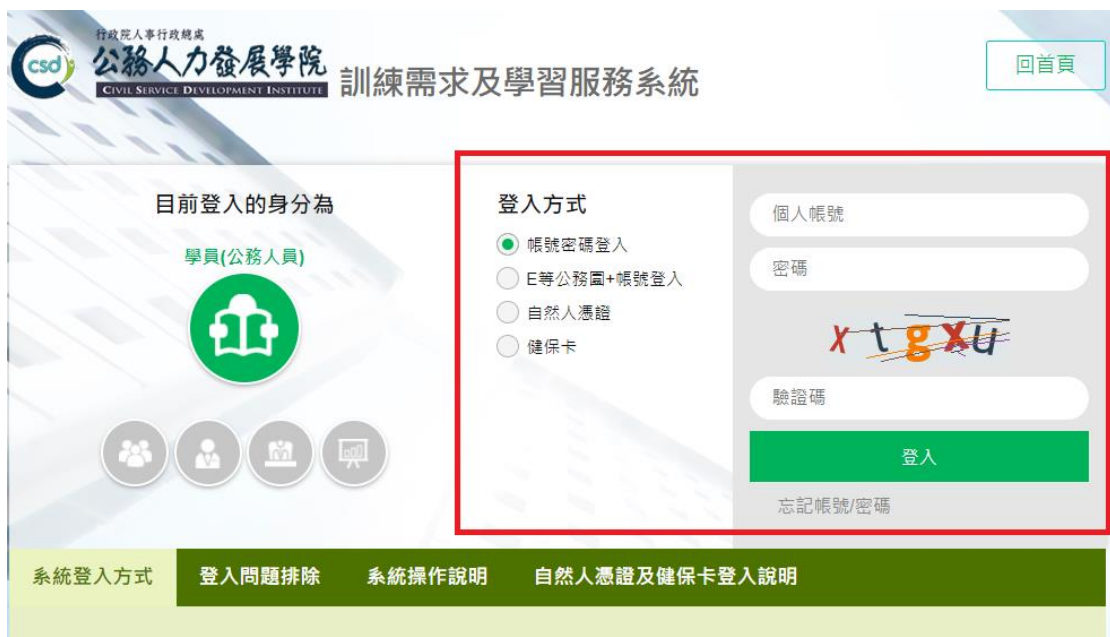 行政院人事行政總處
csdi
公務人力發展學院
CIVIL SERVICE DEVELOPMENT INSTITUTE
訓練需求及學習服務系統
回首頁
目前登入的身分為
學員(公務人員)
登入方式
帳號密碼登入
E等公務園+帳號登入
自然人憑證
健保卡
個人帳號
密碼
xtgxu
驗證碼
登入
忘記帳號/密碼
系統登入方式 登入問題排除 系統操作說明 自然人憑證及健保卡登入說明